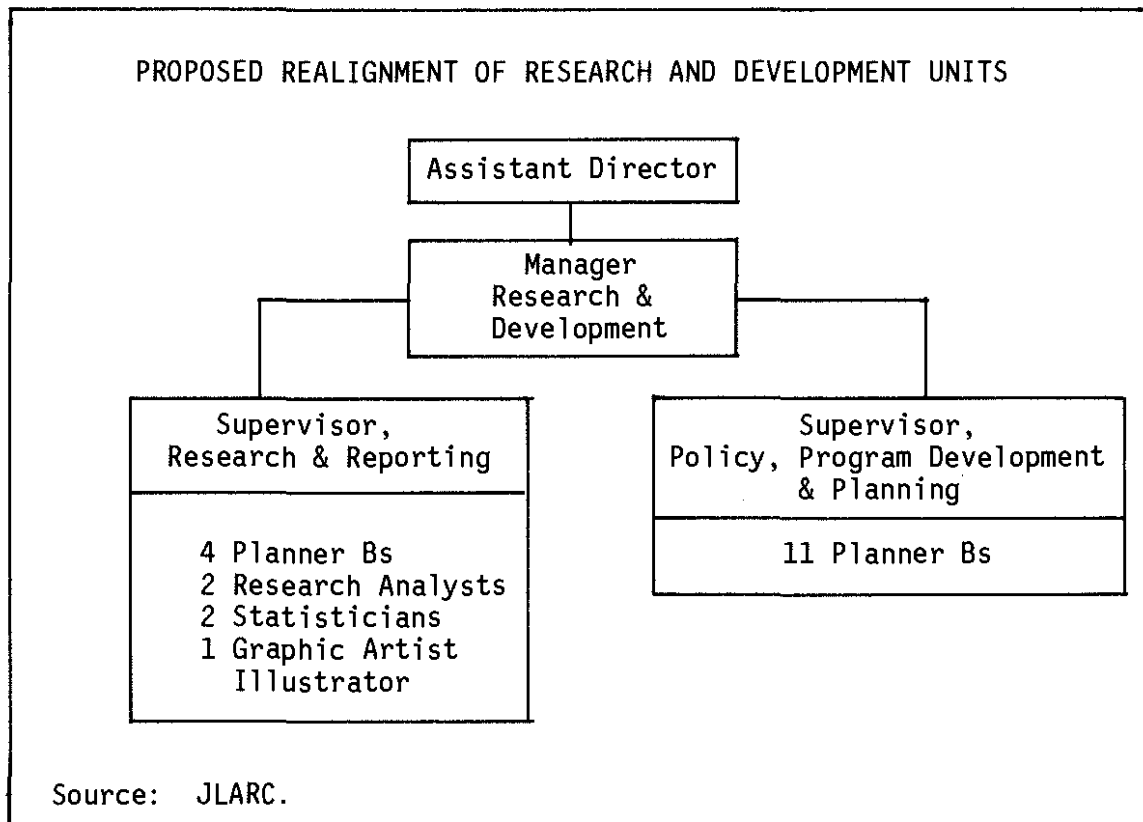 PROPOSED REALIGNMENT OF RESEARCH AND DEVELOPMENT UNITS
Assistant Director
Manager
Research &
Development
Supervisor,
Research & Reporting
4 Planner Bs
2 Research Analysts
2 Statisticians
1 Graphic Artist
Illustrator
Supervisor,
Policy, Program Development
& Planning
11 Planner Bs
Source: JLARC.